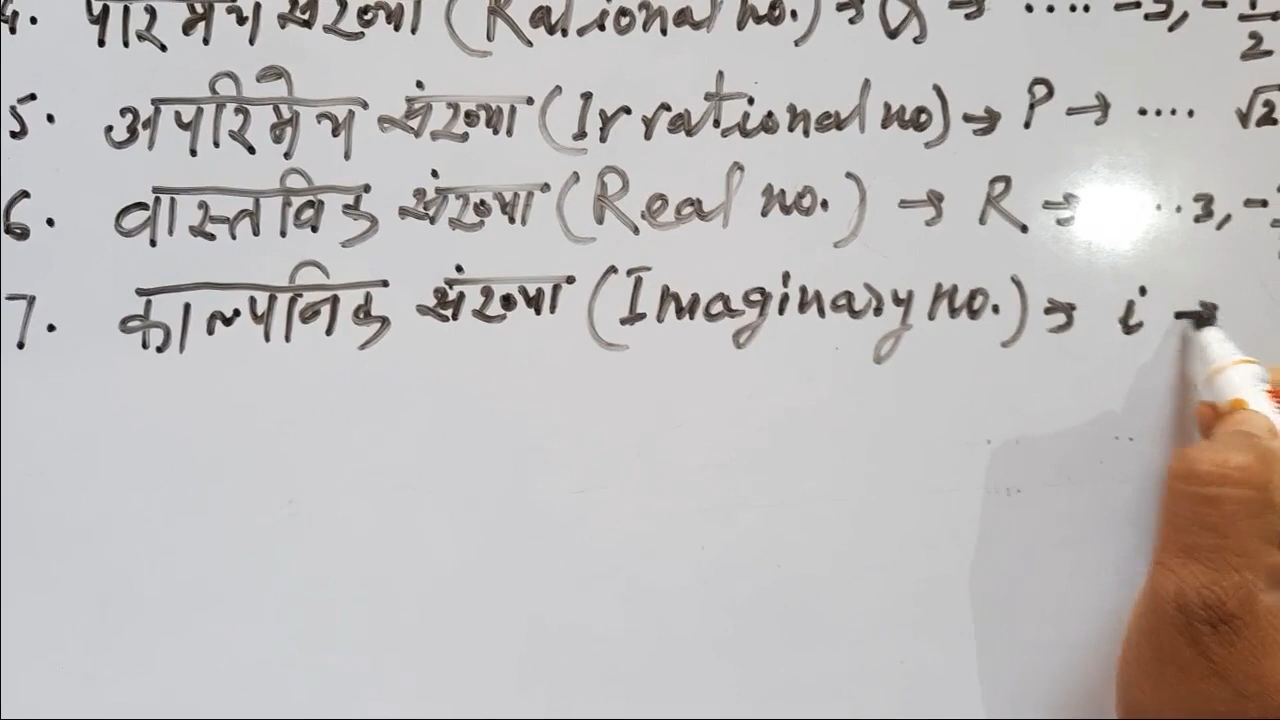 4. परिमेय संख्या (Rational no.) → Q → .... -3, -1/2
5. अपरिमेय संख्या (Irrational no) → P → .... √2
6. वास्तविक संख्या (Real no.) → R → ..3, -
7. काल्पनिक संख्या (Imaginary no.) → i →